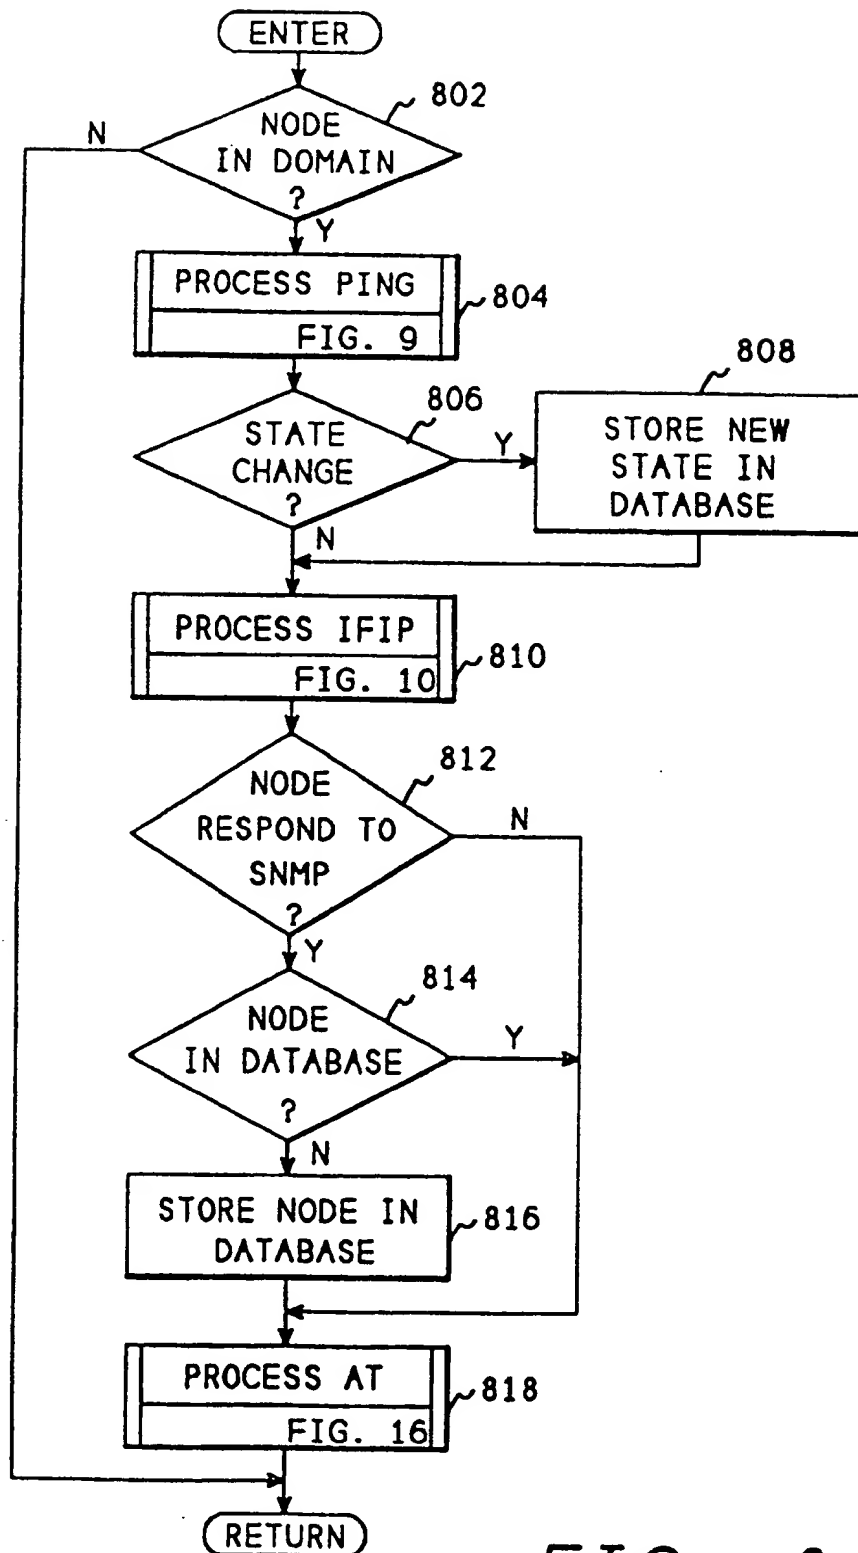 ENTER
802
NODE
IN DOMAIN
?
N
Y
PROCESS PING
FIG. 9
804
808
806
STATE
CHANGE
?
Y
STORE NEW
STATE IN
DATABASE
N
PROCESS IFIP
FIG. 10
810
812
NODE
RESPOND TO
SNMP
?
N
Y
814
NODE
IN DATABASE
?
Y
N
STORE NODE IN
DATABASE
816
PROCESS AT
FIG. 16
818
RETURN